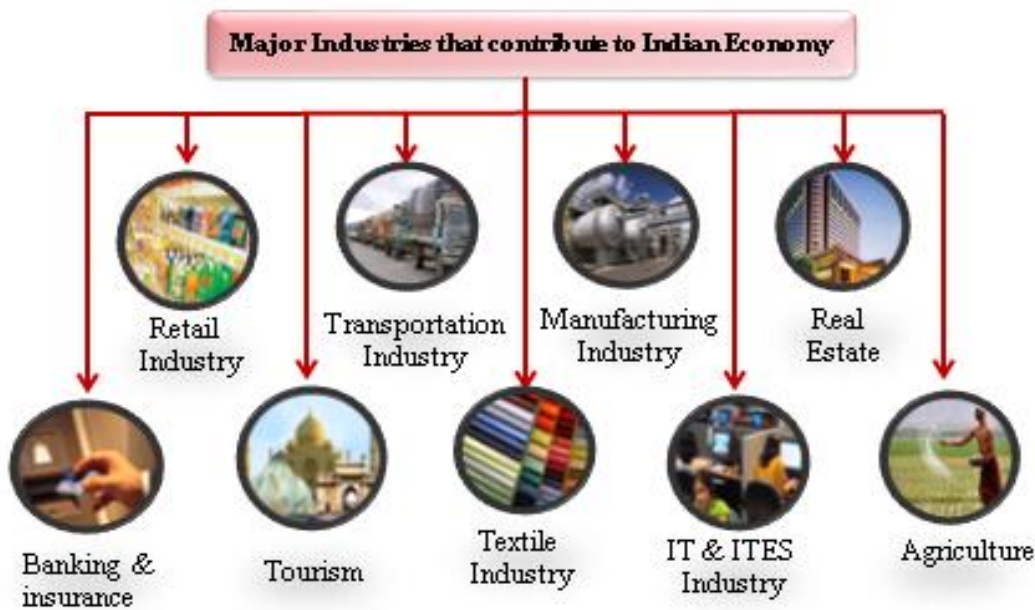 Major Industries that contribute to Indian Economy
Retail
Industry
Transportation
Industry
Manufacturing
Industry
Real
Estate
Banking &
insurance
Tourism
Textile
Industry
IT & ITES
Industry
Agriculture